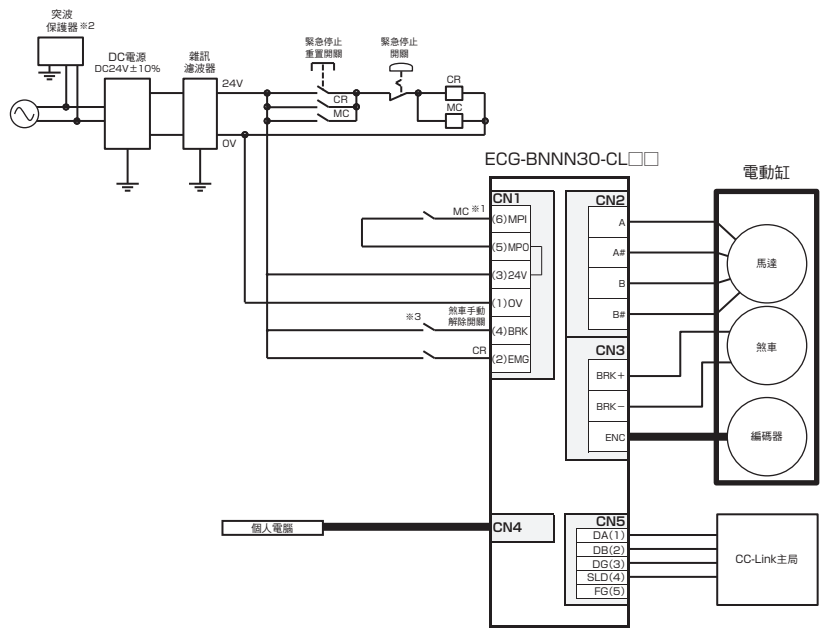 突波
保護器※2
DC電源
DC24V±10%
雜訊
濾波器
24V
0V
緊急停止
重置開關
緊急停止
開關
CR
MC
CR
MC
ECG-BNNN30-CL□□
電動缸
CN1
MC※1
(6)MPI
(5)MPO
(3)24V
(1)0V
※3
煞車手動
解除開關
(4)BRK
CR
(2)EMG
CN2
A
A#
B
B#
CN3
BRK+
BRK−
ENC
馬達
煞車
編碼器
個人電腦
CN4
CN5
DA(1)
DB(2)
DG(3)
SLD(4)
FG(5)
CC-Link主局